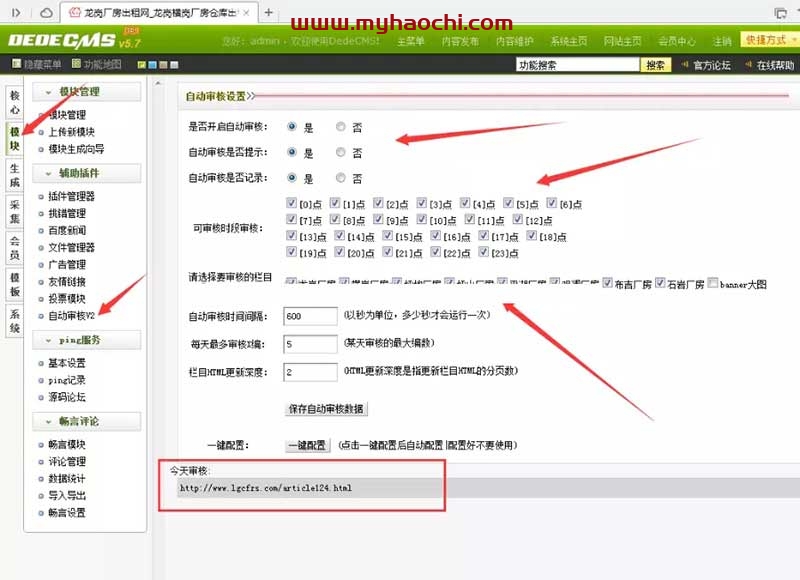 龙岗厂房出租网_龙岗横岗厂房仓库出
www.myhaochi.com
DEDECMS v5.7
您好: admin , 欢迎使用DedeCMS! 主菜单 内容发布 内容维护 系统主页 网站主页 会员中心 注销 快捷方式
隐藏菜单 功能地图 功能搜索 搜索 官方论坛 在线帮助
核心
模块
生成
采集
会员
模板
系统
模块管理
模块管理
上传新模块
模块生成向导
辅助插件
插件管理器
挑错管理
百度新闻
文件管理器
广告管理
友情链接
投票模块
自动审核V2
ping服务
基本设置
ping记录
源码论坛
畅言评论
畅言模块
评论管理
数据统计
导入导出
畅言设置
自动审核设置>>
是否开启自动审核: 是 否
自动审核是否提示: 是 否
自动审核是否记录: 是 否
可审核时段审核:
[0]点 [1]点 [2]点 [3]点 [4]点 [5]点 [6]点
[7]点 [8]点 [9]点 [10]点 [11]点 [12]点
[13]点 [14]点 [15]点 [16]点 [17]点 [18]点
[19]点 [20]点 [21]点 [22]点 [23]点
请选择要审核的栏目 布吉厂房 石岩厂房 banner大图
自动审核时间间隔: 600 (以秒为单位, 多少秒才会运行一次)
每天最多审核X编: 5 (某天审核的最大编数)
栏目HTML更新深度: 2 (HTML更新深度是指更新栏目HTML的分页数)
保存自动审核数据
一键配置: 一键配置 (点击一键配置后自动配置|配置好不要使用)
今天审核:
http://www.lgcfrs.com/article124.html